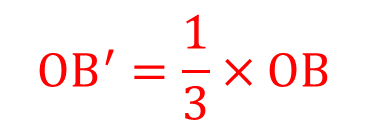 OB′ = 1/3 × OB